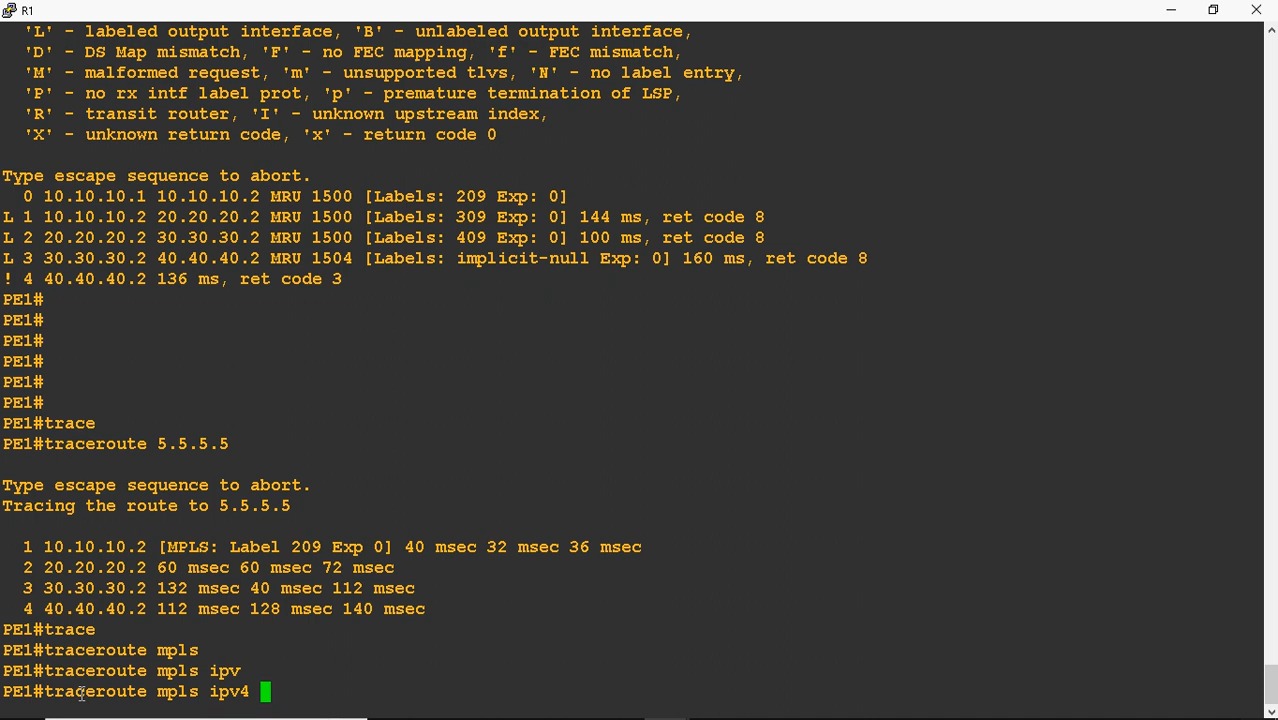 R1
'L' - labeled output interface, 'B' - unlabeled output interface,
'D' - DS Map mismatch, 'F' - no FEC mapping, 'f' - FEC mismatch,
'M' - malformed request, 'm' - unsupported tlvs, 'N' - no label entry,
'P' - no rx intf label prot, 'p' - premature termination of LSP,
'R' - transit router, 'I' - unknown upstream index,
'X' - unknown return code, 'x' - return code 0
Type escape sequence to abort.
0 10.10.10.1 10.10.10.2 MRU 1500 [Labels: 209 Exp: 0]
L 1 10.10.10.2 20.20.20.2 MRU 1500 [Labels: 309 Exp: 0] 144 ms, ret code 8
L 2 20.20.20.2 30.30.30.2 MRU 1500 [Labels: 409 Exp: 0] 100 ms, ret code 8
L 3 30.30.30.2 40.40.40.2 MRU 1504 [Labels: implicit-null Exp: 0] 160 ms, ret code 8
! 4 40.40.40.2 136 ms, ret code 3
PE1#
PE1#
PE1#
PE1#
PE1#
PE1#
PE1#trace
PE1#traceroute 5.5.5.5
Type escape sequence to abort.
Tracing the route to 5.5.5.5
1 10.10.10.2 [MPLS: Label 209 Exp 0] 40 msec 32 msec 36 msec
2 20.20.20.2 60 msec 60 msec 72 msec
3 30.30.30.2 132 msec 40 msec 112 msec
4 40.40.40.2 112 msec 128 msec 140 msec
PE1#trace
PE1#traceroute mpls
PE1#traceroute mpls ipv
PE1#traceroute mpls ipv4